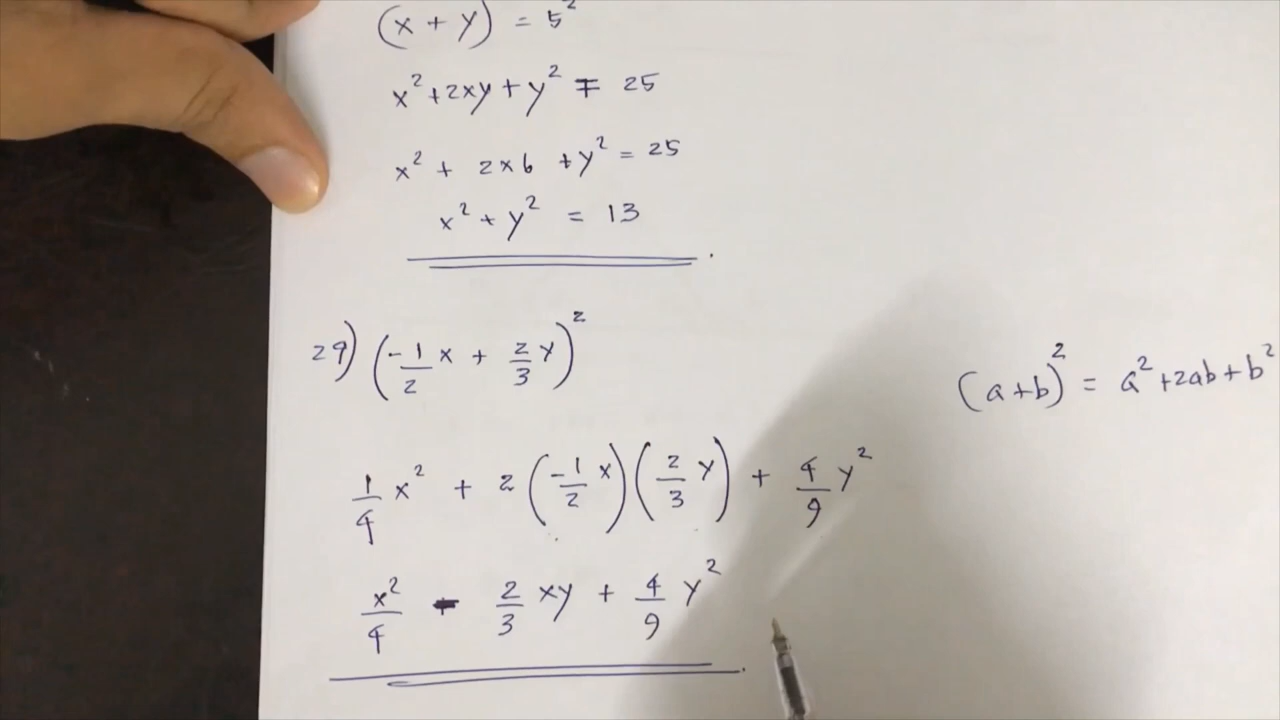 (x + y) = 5²
x² + 2xy + y² = 25
x² + 2×6 + y² = 25
x² + y² = 13
29) (-1/2 x + 2/3 y)²
(a + b)² = a² + 2ab + b²
1/4 x² + 2(-1/2 x)(2/3 y) + 4/9 y²
x²/4 - 2/3 xy + 4/9 y²